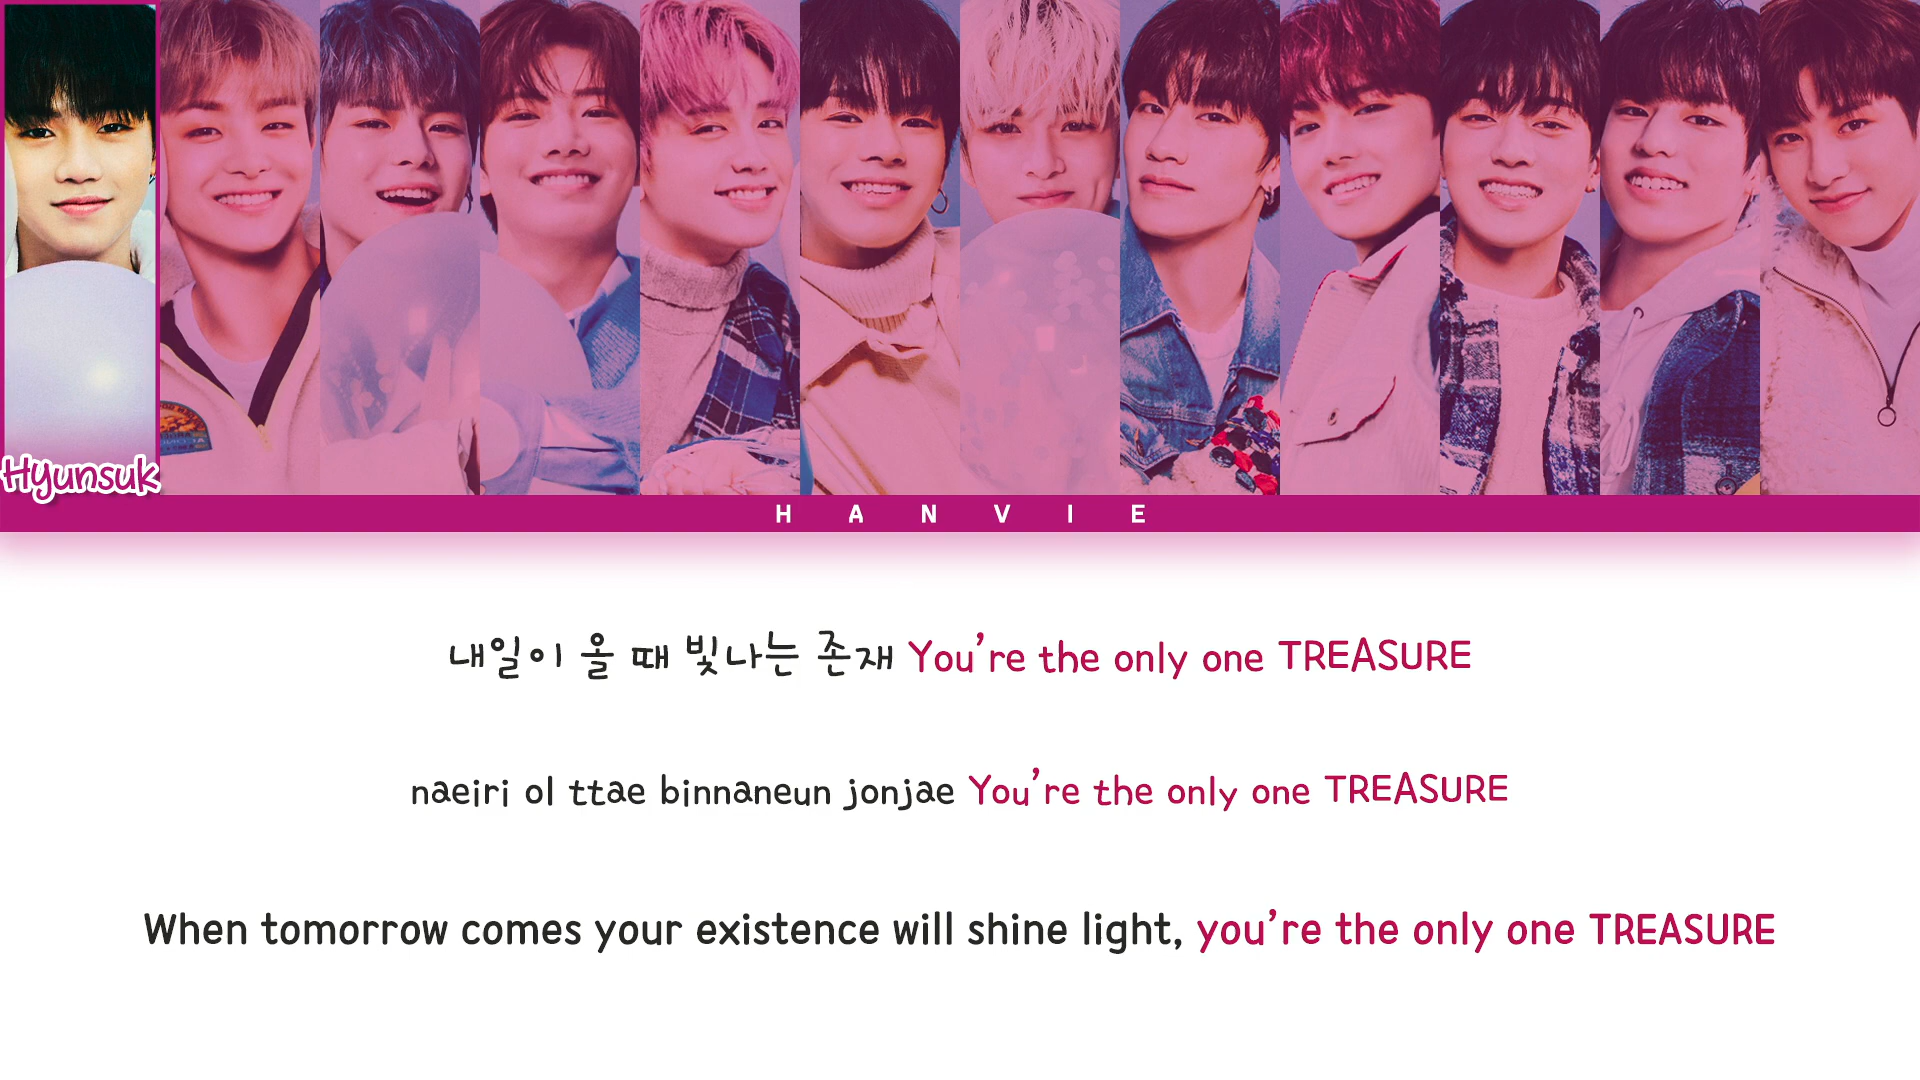 Hyunsuk
HANVIE
내일이 올 때 빛나는 존재 You're the only one TREASURE
naeiri ol ttae binnaneun jonjae You're the only one TREASURE
When tomorrow comes your existence will shine light, you're the only one TREASURE